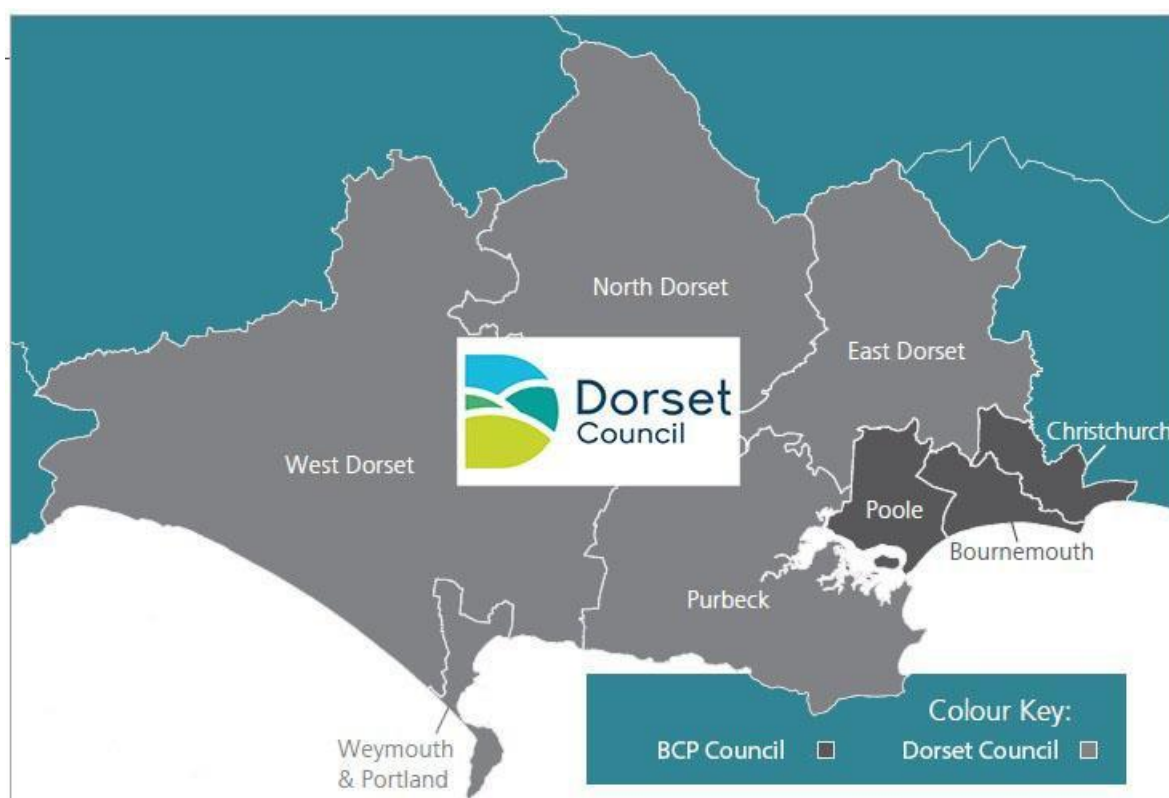 North Dorset
East Dorset
Dorset
Council
Christchurch
West Dorset
Poole
Bournemouth
Purbeck
Colour Key:
BCP Council
Dorset Council
Weymouth
& Portland